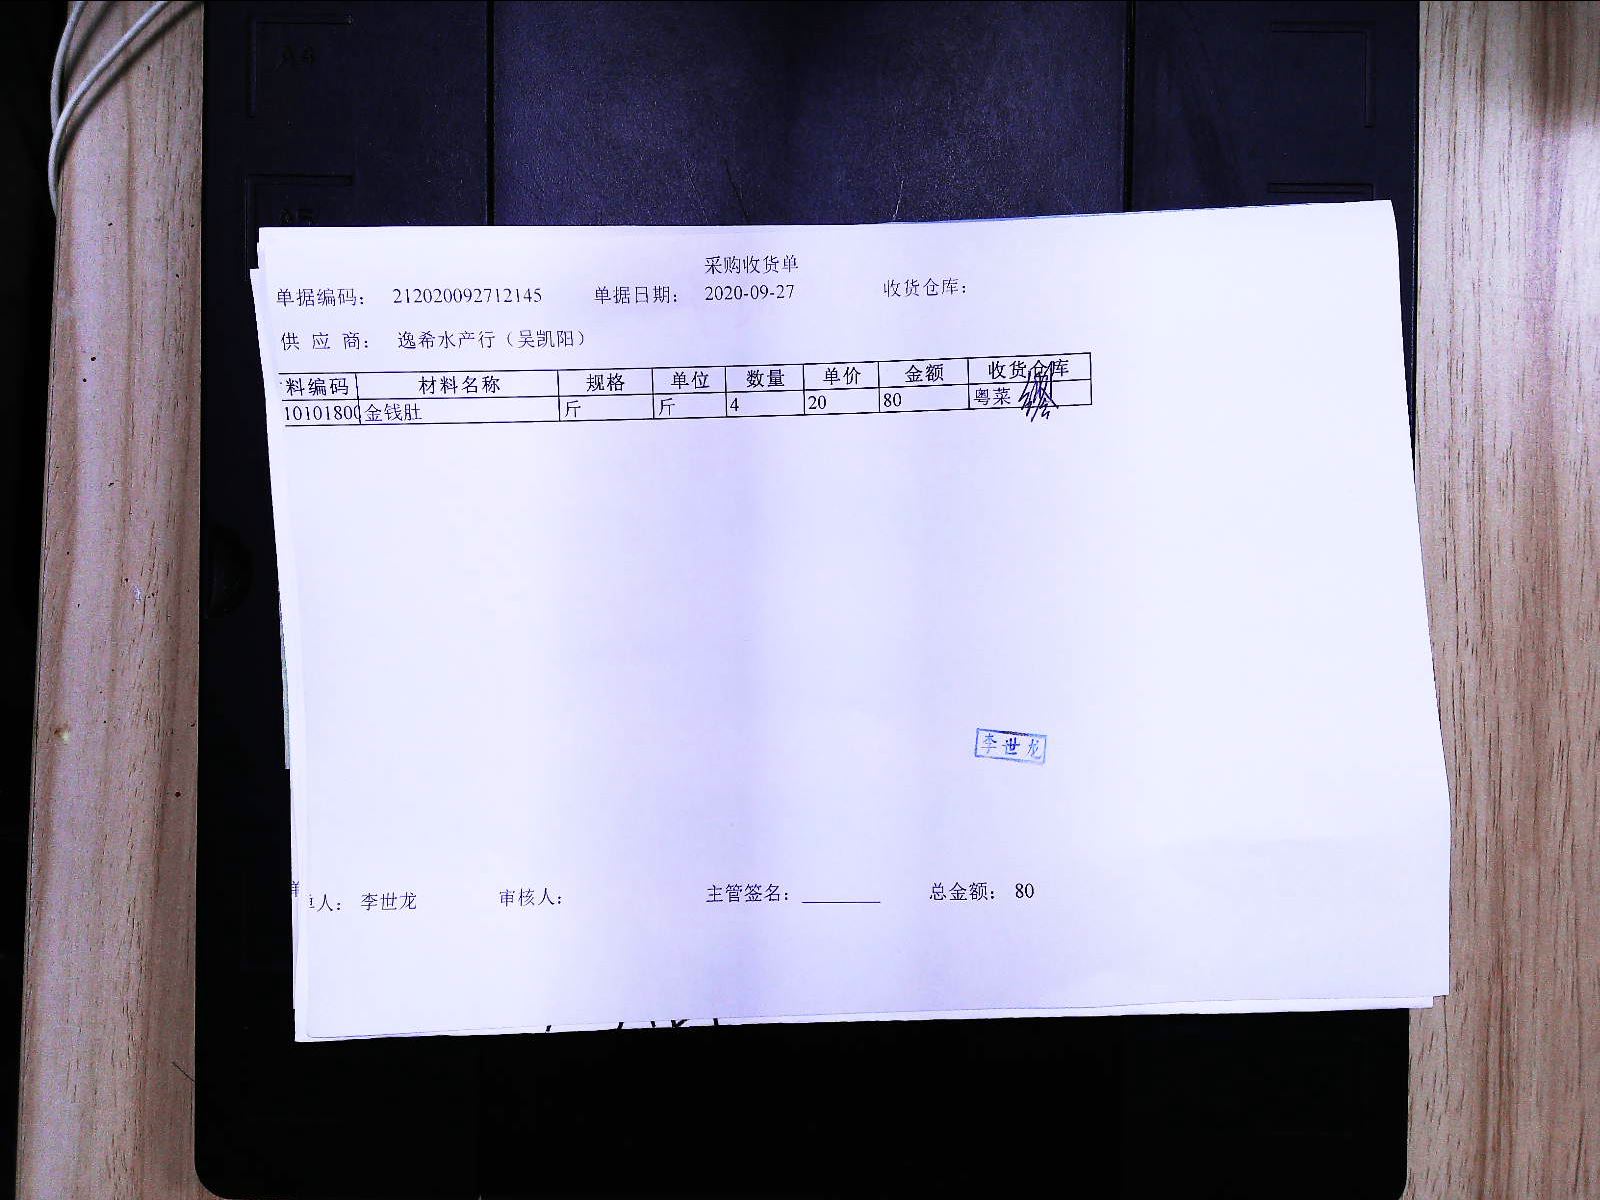 A4
A5
采购收货单
单据编码： 212020092712145 单据日期： 2020-09-27 收货仓库：
供 应 商： 逸希水产行（吴凯阳）
料编码 材料名称 规格 单位 数量 单价 金额 收货仓库
10101800 金钱肚 斤 斤 4 20 80 粤菜
李世龙
单人： 李世龙 审核人： 主管签名： 总金额： 80